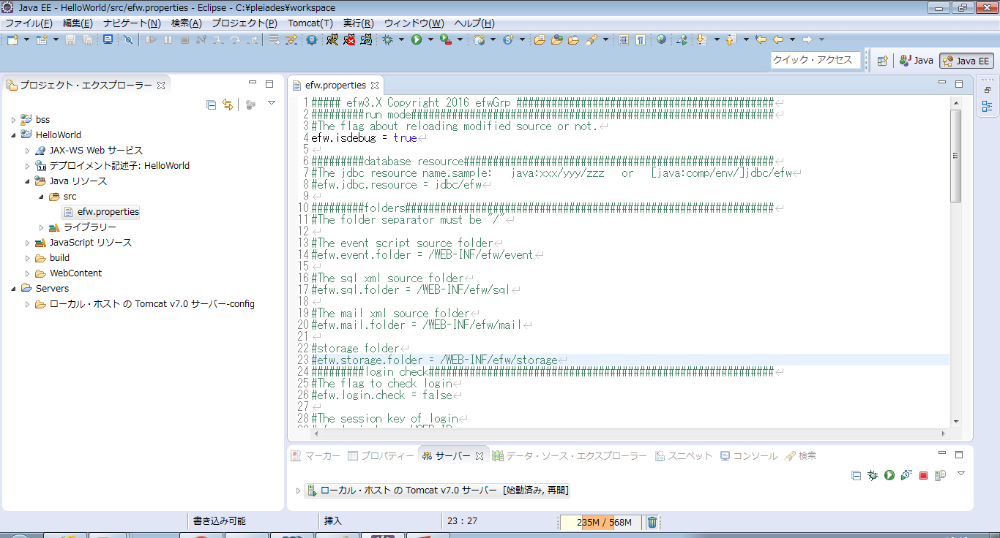 Java EE - HelloWorld/src/efw.properties - Eclipse - C:¥pleiades¥workspace
ファイル(F) 編集(E) ナビゲート(N) 検索(A) プロジェクト(P) Tomcat(T) 実行(R) ウィンドウ(W) ヘルプ(H)
クイック・アクセス Java Java EE
プロジェクト・エクスプローラー
bss
HelloWorld
JAX-WS Web サービス
デプロイメント記述子: HelloWorld
Java リソース
src
efw.properties
ライブラリー
JavaScript リソース
build
WebContent
Servers
ローカル・ホスト の Tomcat v7.0 サーバー-config
efw.properties
1 ##### efw3.X Copyright 2016 efwGrp ############################################
2 #########run mode##############################################################
3 #The flag about reloading modified source or not.
4 efw.isdebug = true
5
6 #########database resource#####################################################
7 #The jdbc resource name.sample:   java:xxx/yyy/zzz   or   [java:comp/env/]jdbc/efw
8 #efw.jdbc.resource = jdbc/efw
9
10 #########folders###############################################################
11 #The folder separator must be "/"
12
13 #The event script source folder
14 #efw.event.folder = /WEB-INF/efw/event
15
16 #The sql xml source folder
17 #efw.sql.folder = /WEB-INF/efw/sql
18
19 #The mail xml source folder
20 #efw.mail.folder = /WEB-INF/efw/mail
21
22 #storage folder
23 #efw.storage.folder = /WEB-INF/efw/storage
24 #########login check###########################################################
25 #The flag to check login
26 #efw.login.check = false
27
28 #The session key of login
マーカー プロパティー サーバー データ・ソース・エクスプローラー スニペット コンソール 検索
ローカル・ホスト の Tomcat v7.0 サーバー [始動済み, 再開]
書き込み可能 挿入 23 : 27 235M / 568M